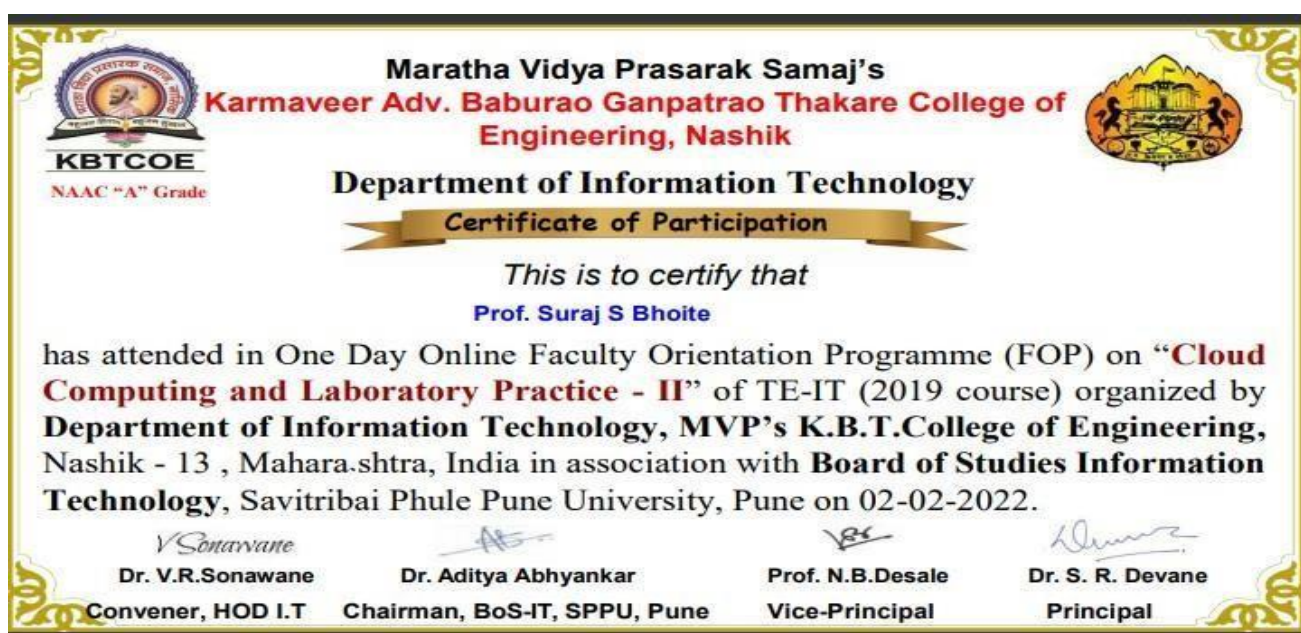 Maratha Vidya Prasarak Samaj's
Karmaveer Adv. Baburao Ganpatrao Thakare College of
Engineering, Nashik
KBTCOE
NAAC “A” Grade
Department of Information Technology
Certificate of Participation
This is to certify that
Prof. Suraj S Bhoite
has attended in One Day Online Faculty Orientation Programme (FOP) on “Cloud
Computing and Laboratory Practice - II” of TE-IT (2019 course) organized by
Department of Information Technology, MVP’s K.B.T.College of Engineering,
Nashik - 13 , Mahara.shtra, India in association with Board of Studies Information
Technology, Savitribai Phule Pune University, Pune on 02-02-2022.
V Sonawane
Dr. V.R.Sonawane Dr. Aditya Abhyankar Prof. N.B.Desale Dr. S. R. Devane
Convener, HOD I.T Chairman, BoS-IT, SPPU, Pune Vice-Principal Principal